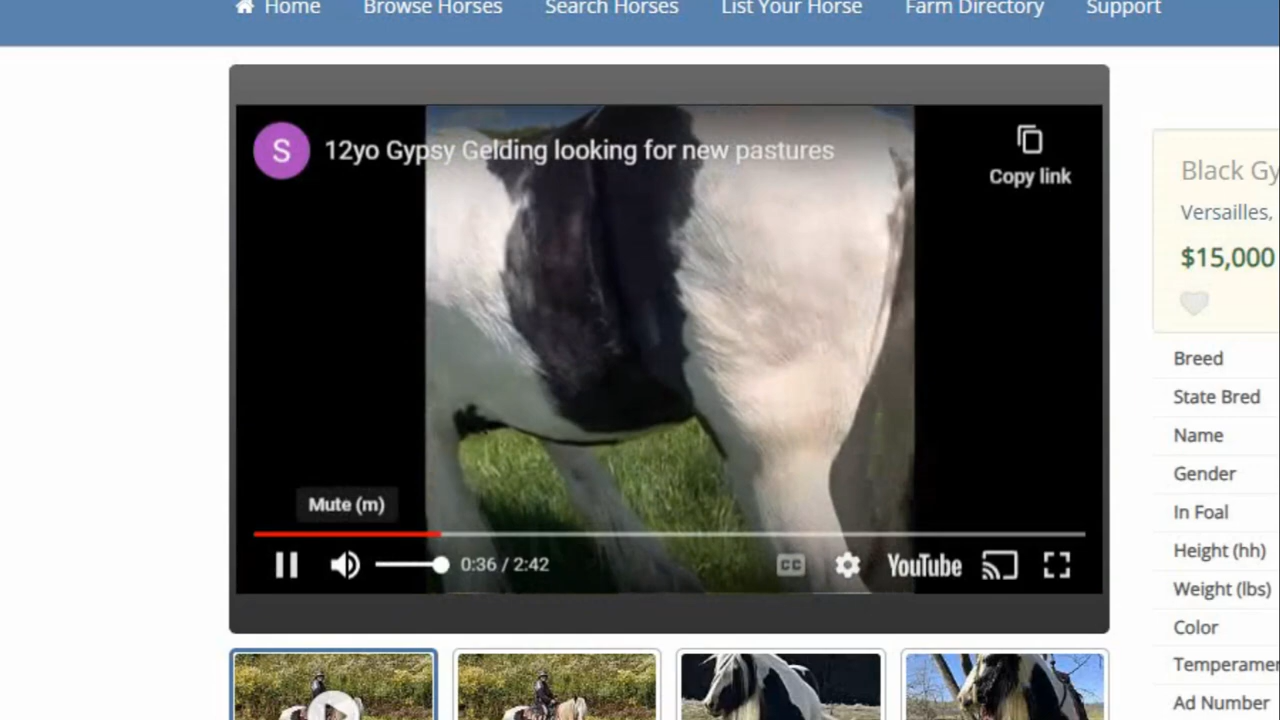 Home Browse Horses Search Horses List Your Horse Farm Directory Support
S 12yo Gypsy Gelding looking for new pastures
Copy link
Mute (m)
0:36 / 2:42 CC YouTube
Black Gy
Versailles,
$15,000
Breed
State Bred
Name
Gender
In Foal
Height (hh)
Weight (lbs)
Color
Temperamen
Ad Number